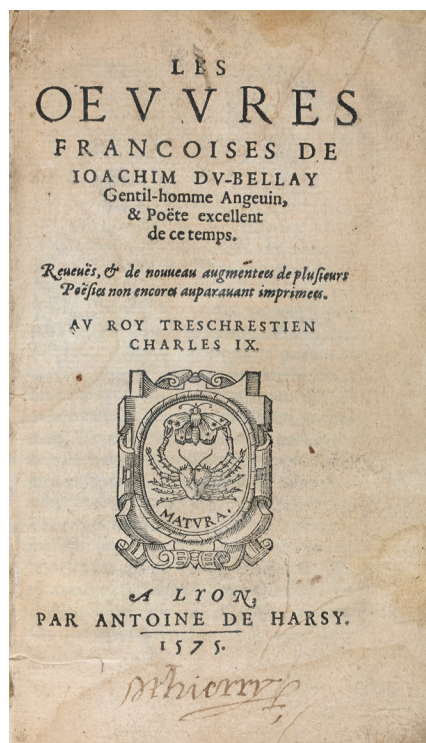 LES
OEVVRES
FRANCOISES DE
IOACHIM DV-BELLAY
Gentil-homme Angeuin,
& Poëte excellent
de ce temps.
Reueuës, & de nouueau augmentees de plusieurs
Poësies non encores auparauant imprimees.
AV ROY TRESCHRESTIEN
CHARLES IX.
MATVRA.
A LYON,
PAR ANTOINE DE HARSY.
1575.